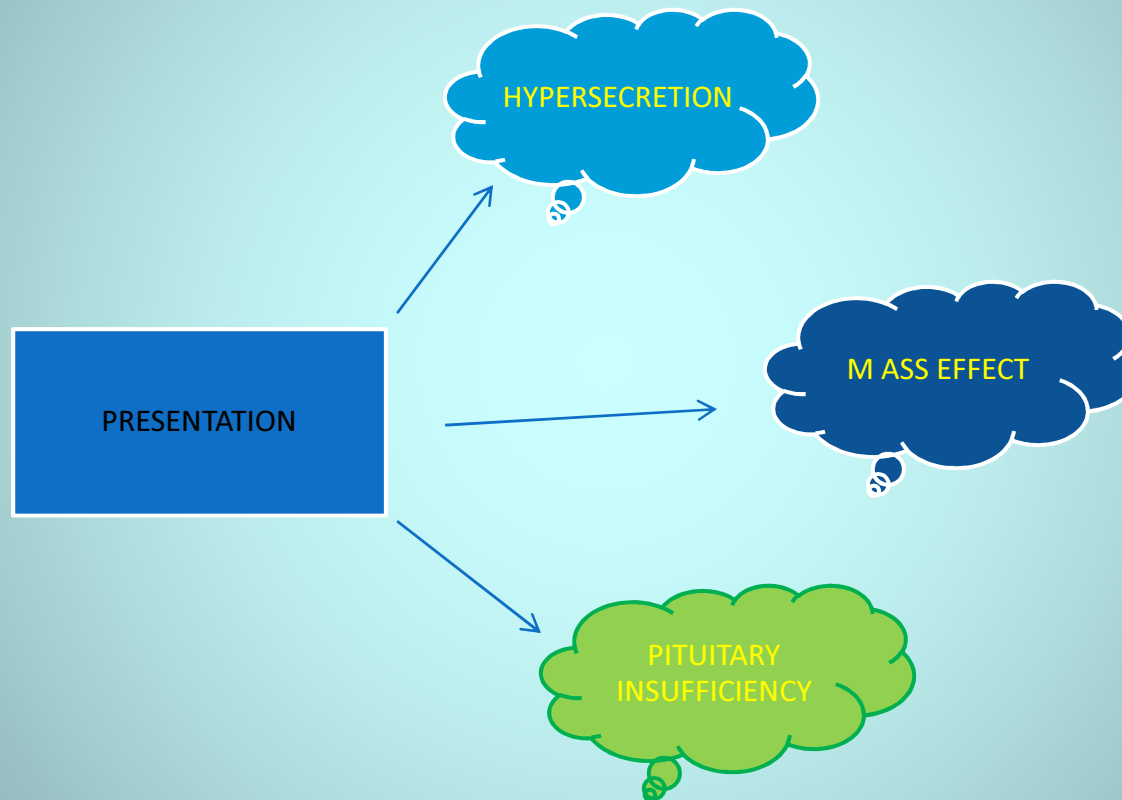 HYPERSECRETION
M ASS EFFECT
PRESENTATION
PITUITARY
INSUFFICIENCY